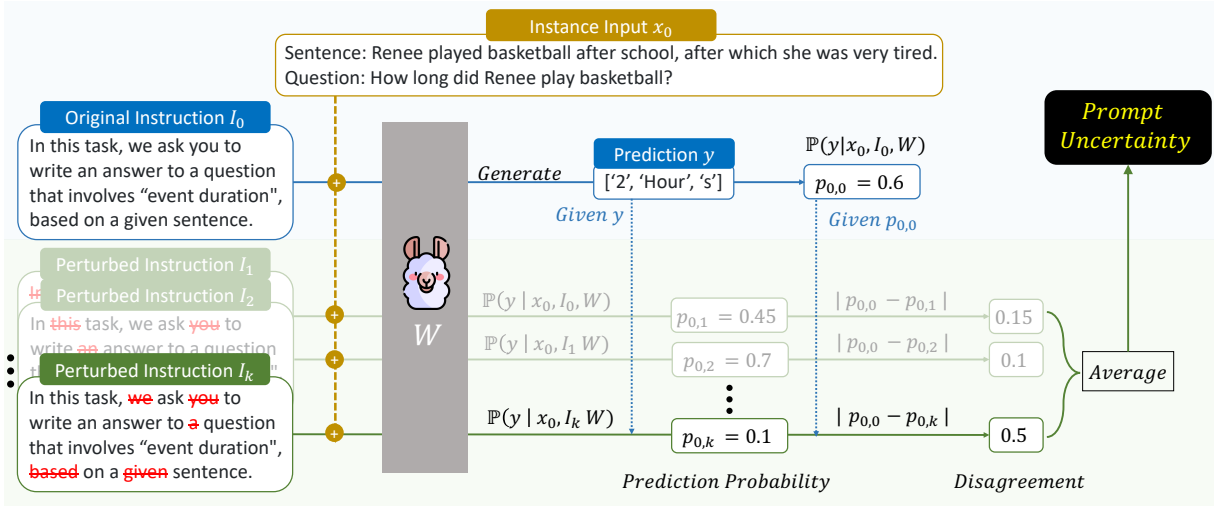 Instance Input x₀
Sentence: Renee played basketball after school, after which she was very tired.
Question: How long did Renee play basketball?
Original Instruction I₀
In this task, we ask you to
write an answer to a question
that involves “event duration",
based on a given sentence.
Generate
Prediction y
['2', 'Hour', 's']
ℙ(y|x₀, I₀, W)
p₀,₀ = 0.6
Prompt
Uncertainty
Given y
Given p₀,₀
Perturbed Instruction I₁
Perturbed Instruction I₂
In this task, we ask you to
write an answer to a question
Perturbed Instruction Iₖ
In this task, we ask you to
write an answer to a question
that involves “event duration",
based on a given sentence.
W
ℙ(y | x₀, I₀, W)
p₀,₁ = 0.45
| p₀,₀ − p₀,₁ |
0.15
ℙ(y | x₀, I₁ W)
p₀,₂ = 0.7
| p₀,₀ − p₀,₂ |
0.1
ℙ(y | x₀, Iₖ W)
p₀,ₖ = 0.1
| p₀,₀ − p₀,ₖ |
0.5
Average
Prediction Probability
Disagreement